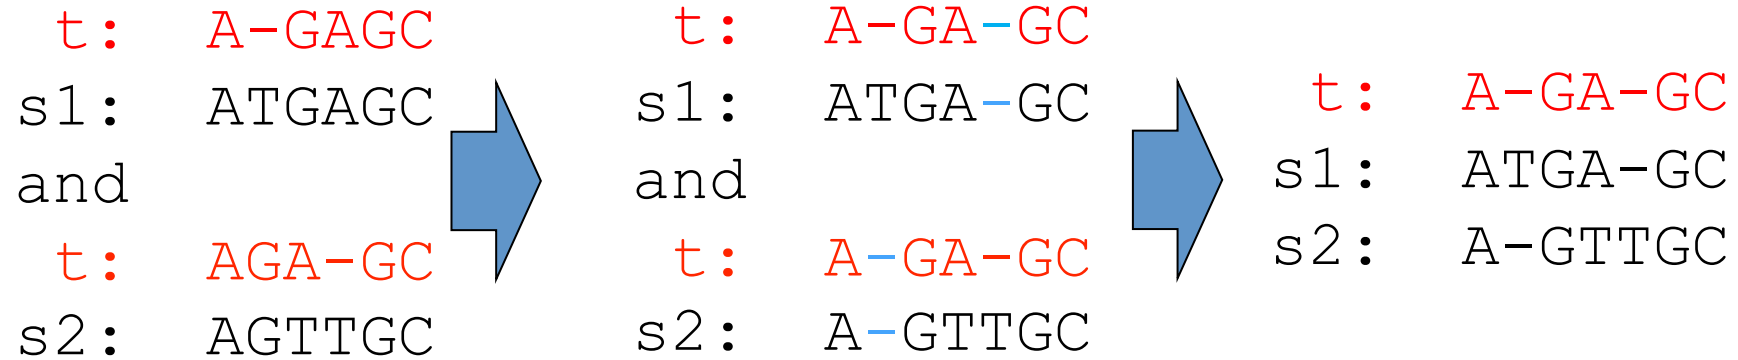 t: A-GAGC
s1: ATGAGC
and
t: AGA-GC
s2: AGTTGC
t: A-GA-GC
s1: ATGA-GC
and
t: A-GA-GC
s2: A-GTTGC
t: A-GA-GC
s1: ATGA-GC
s2: A-GTTGC